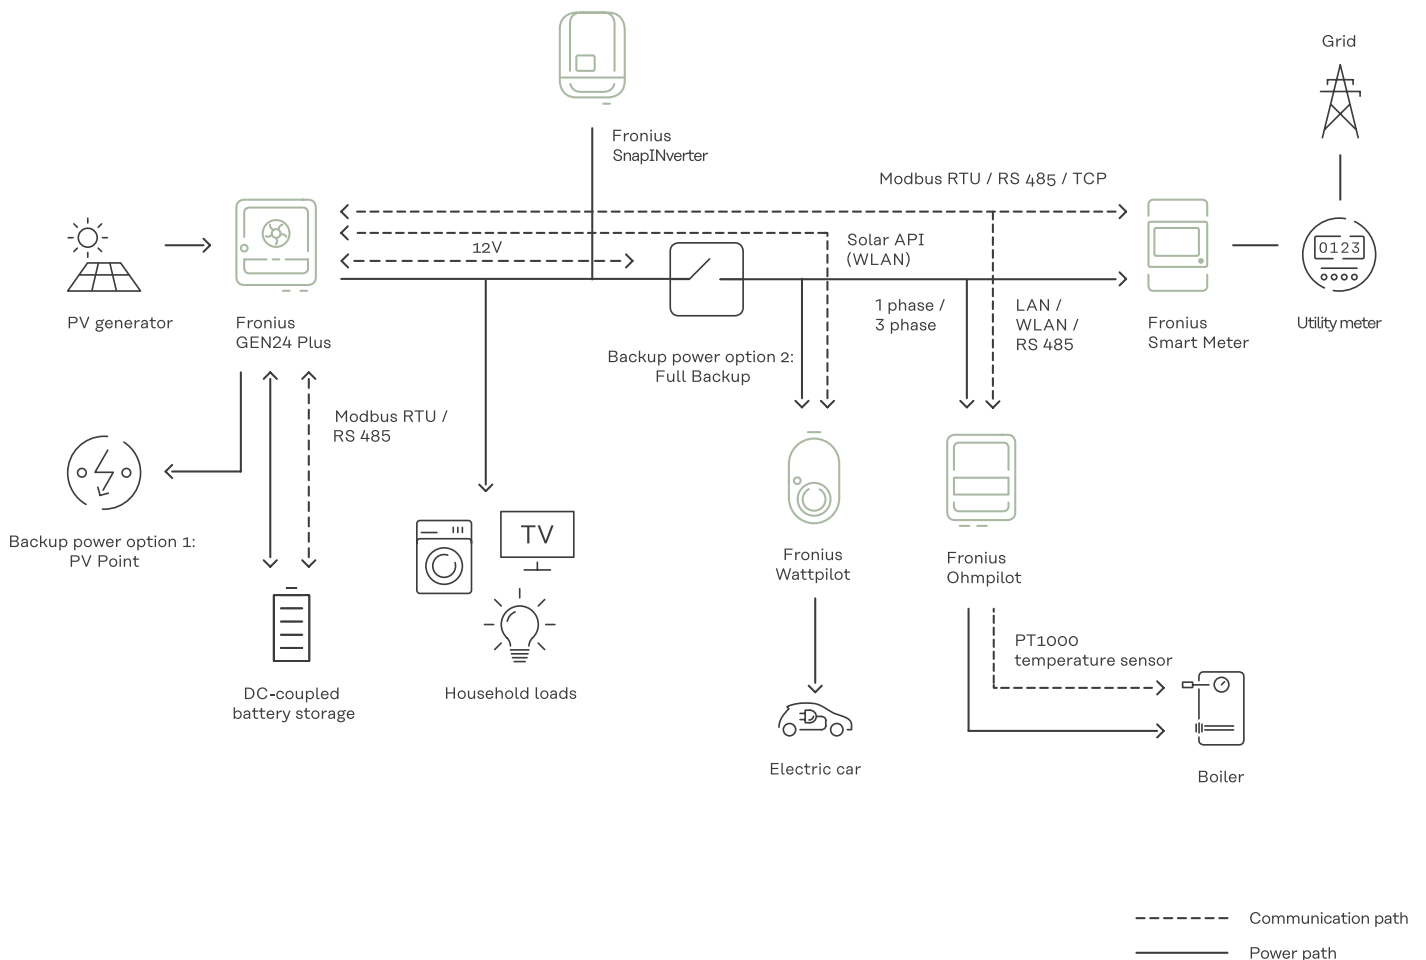 Grid
Fronius
SnapINverter
Modbus RTU / RS 485 / TCP
12V
Solar API
(WLAN)
0123
PV generator
Fronius
GEN24 Plus
1 phase /
3 phase
LAN /
WLAN /
RS 485
Fronius
Smart Meter
Utility meter
Backup power option 2:
Full Backup
Modbus RTU /
RS 485
Backup power option 1:
PV Point
TV
Fronius
Wattpilot
Fronius
Ohmpilot
PT1000
temperature sensor
DC-coupled
battery storage
Household loads
Electric car
Boiler
Communication path
Power path